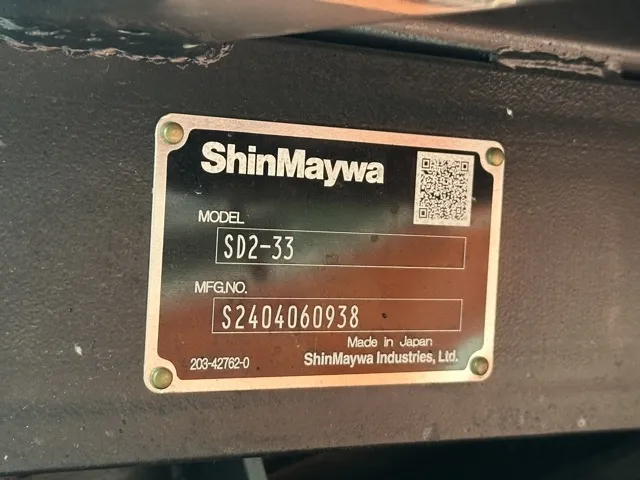 ShinMaywa
MODEL
SD2-33
MFG.NO.
S2404060938
Made in Japan
203-42762-0 ShinMaywa Industries, Ltd.